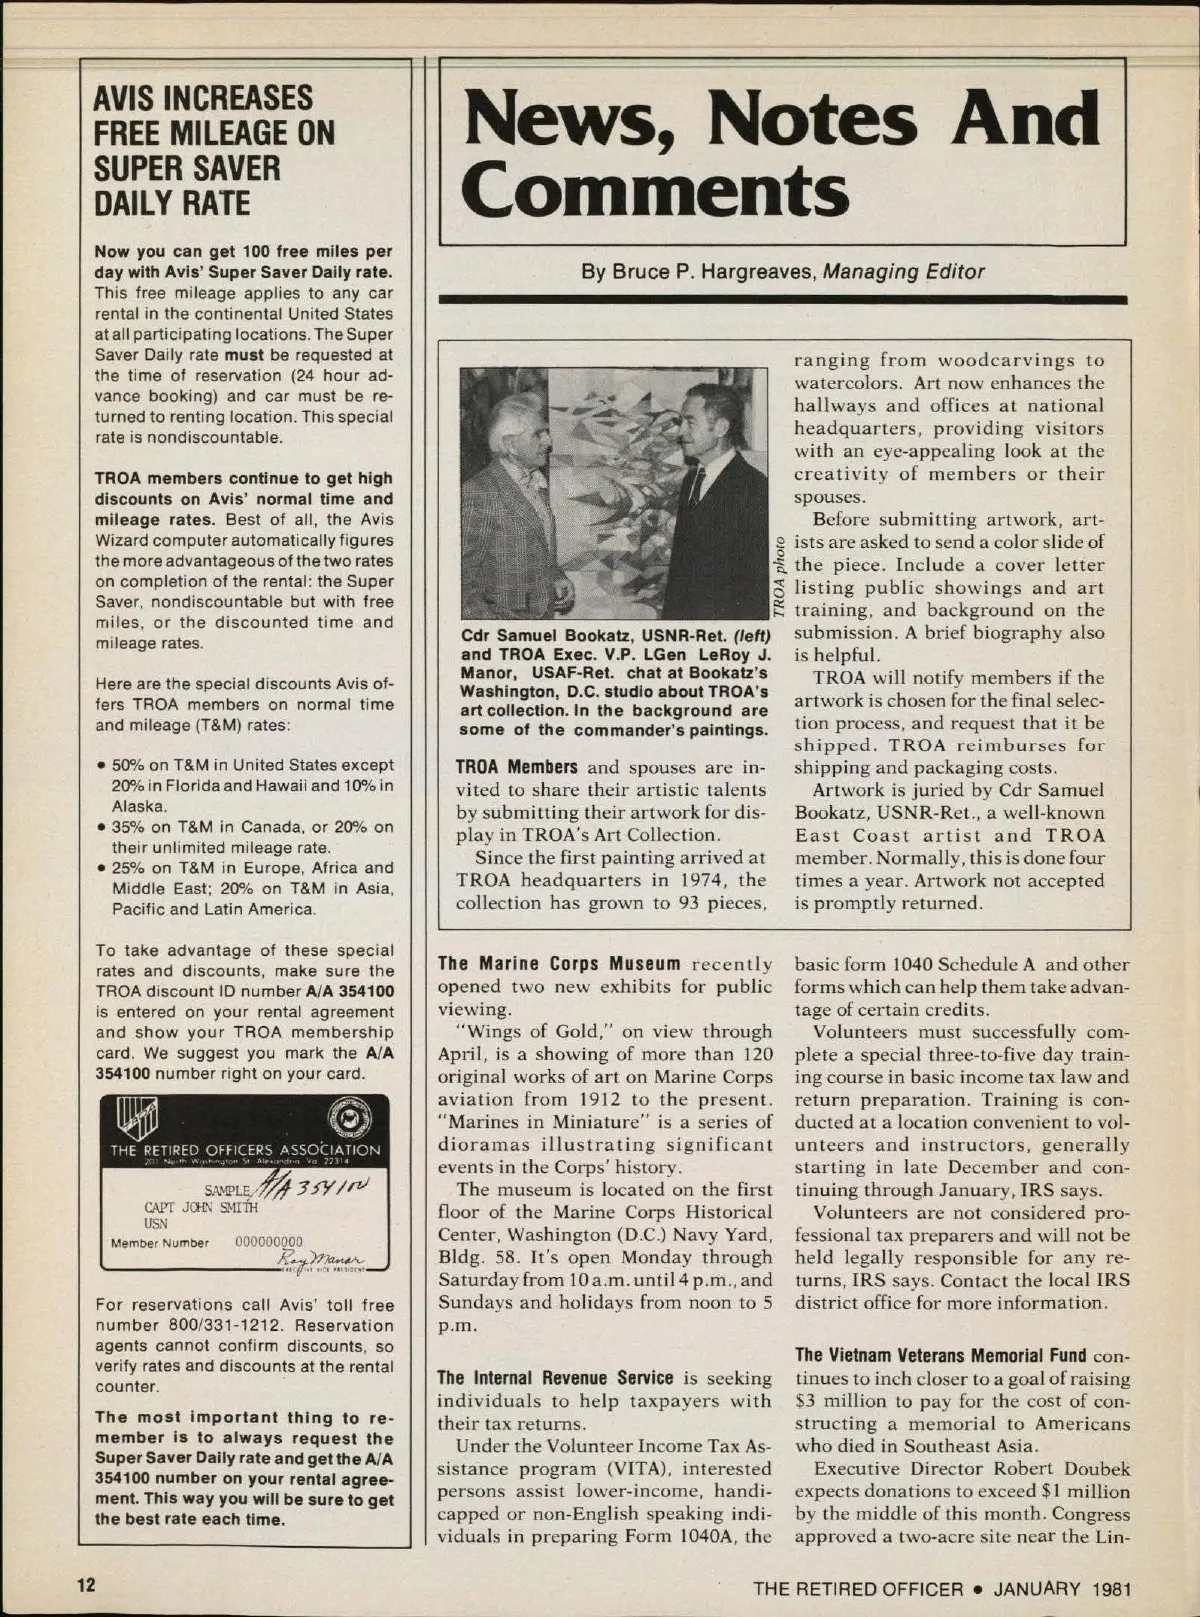 AVIS INCREASES
FREE MILEAGE ON
SUPER SAVER
DAILY RATE
Now you can get 100 free miles per
day with Avis' Super Saver Daily rate.
This free mileage applies to any car
rental in the continental United States
at all participating locations. The Super
Saver Daily rate must be requested at
the time of reservation (24 hour ad-
vance booking) and car must be re-
turned to renting location. This special
rate is nondiscountable.
TROA members continue to get high
discounts on Avis' normal time and
mileage rates. Best of all, the Avis
Wizard computer automatically figures
the more advantageous of the two rates
on completion of the rental: the Super
Saver, nondiscountable but with free
miles, or the discounted time and
mileage rates.
Here are the special discounts Avis of-
fers TROA members on normal time
and mileage (T&M) rates:
• 50% on T&M in United States except
20% in Florida and Hawaii and 10% in
Alaska.
• 35% on T&M in Canada, or 20% on
their unlimited mileage rate.
• 25% on T&M in Europe, Africa and
Middle East; 20% on T&M in Asia,
Pacific and Latin America.
To take advantage of these special
rates and discounts, make sure the
TROA discount ID number A/A 354100
is entered on your rental agreement
and show your TROA membership
card. We suggest you mark the A/A
354100 number right on your card.
THE RETIRED OFFICERS ASSOCIATION
201 North Washington St Alexandria Va 22314
SAMPLE A/A 354100
CAPT JOHN SMITH
USN
Member Number 000000000
Roy Manor
EXECUTIVE VICE PRESIDENT
For reservations call Avis' toll free
number 800/331-1212. Reservation
agents cannot confirm discounts, so
verify rates and discounts at the rental
counter.
The most important thing to re-
member is to always request the
Super Saver Daily rate and get the A/A
354100 number on your rental agree-
ment. This way you will be sure to get
the best rate each time.
News, Notes And
Comments
By Bruce P. Hargreaves, Managing Editor
TROA photo
Cdr Samuel Bookatz, USNR-Ret. (left)
and TROA Exec. V.P. LGen LeRoy J.
Manor, USAF-Ret. chat at Bookatz's
Washington, D.C. studio about TROA's
art collection. In the background are
some of the commander's paintings.
TROA Members and spouses are in-
vited to share their artistic talents
by submitting their artwork for dis-
play in TROA's Art Collection.
Since the first painting arrived at
TROA headquarters in 1974, the
collection has grown to 93 pieces,
ranging from woodcarvings to
watercolors. Art now enhances the
hallways and offices at national
headquarters, providing visitors
with an eye-appealing look at the
creativity of members or their
spouses.
Before submitting artwork, art-
ists are asked to send a color slide of
the piece. Include a cover letter
listing public showings and art
training, and background on the
submission. A brief biography also
is helpful.
TROA will notify members if the
artwork is chosen for the final selec-
tion process, and request that it be
shipped. TROA reimburses for
shipping and packaging costs.
Artwork is juried by Cdr Samuel
Bookatz, USNR-Ret., a well-known
East Coast artist and TROA
member. Normally, this is done four
times a year. Artwork not accepted
is promptly returned.
The Marine Corps Museum recently
opened two new exhibits for public
viewing.
"Wings of Gold," on view through
April, is a showing of more than 120
original works of art on Marine Corps
aviation from 1912 to the present.
"Marines in Miniature" is a series of
dioramas illustrating significant
events in the Corps' history.
The museum is located on the first
floor of the Marine Corps Historical
Center, Washington (D.C.) Navy Yard,
Bldg. 58. It's open Monday through
Saturday from 10 a.m. until 4 p.m., and
Sundays and holidays from noon to 5
p.m.
The Internal Revenue Service is seeking
individuals to help taxpayers with
their tax returns.
Under the Volunteer Income Tax As-
sistance program (VITA), interested
persons assist lower-income, handi-
capped or non-English speaking indi-
viduals in preparing Form 1040A, the
basic form 1040 Schedule A and other
forms which can help them take advan-
tage of certain credits.
Volunteers must successfully com-
plete a special three-to-five day train-
ing course in basic income tax law and
return preparation. Training is con-
ducted at a location convenient to vol-
unteers and instructors, generally
starting in late December and con-
tinuing through January, IRS says.
Volunteers are not considered pro-
fessional tax preparers and will not be
held legally responsible for any re-
turns, IRS says. Contact the local IRS
district office for more information.
The Vietnam Veterans Memorial Fund con-
tinues to inch closer to a goal of raising
$3 million to pay for the cost of con-
structing a memorial to Americans
who died in Southeast Asia.
Executive Director Robert Doubek
expects donations to exceed $1 million
by the middle of this month. Congress
approved a two-acre site near the Lin-
12
THE RETIRED OFFICER • JANUARY 1981